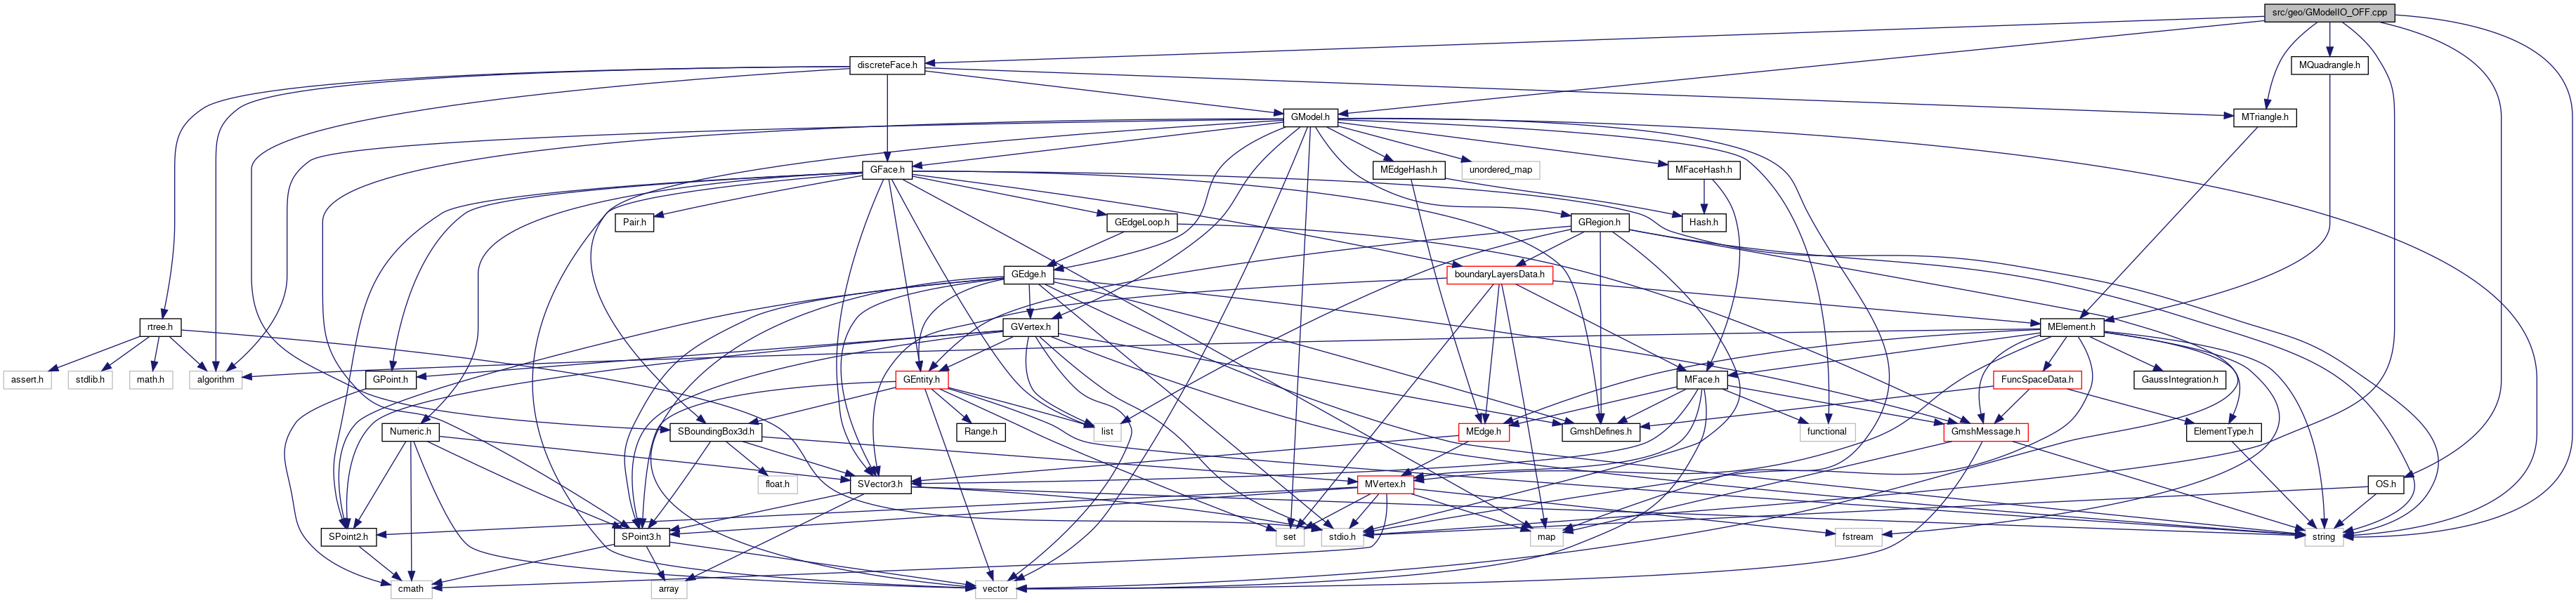 src/geo/GModelIO_OFF.cpp
discreteFace.h
MQuadrangle.h
GModel.h
MTriangle.h
GFace.h
MEdgeHash.h
unordered_map
MFaceHash.h
Pair.h
GEdgeLoop.h
GRegion.h
Hash.h
GEdge.h
boundaryLayersData.h
rtree.h
GVertex.h
MElement.h
assert.h
stdlib.h
math.h
algorithm
GPoint.h
GEntity.h
MFace.h
FuncSpaceData.h
GaussIntegration.h
Numeric.h
SBoundingBox3d.h
Range.h
list
GmshDefines.h
MEdge.h
functional
GmshMessage.h
ElementType.h
float.h
SVector3.h
MVertex.h
OS.h
SPoint2.h
SPoint3.h
set
stdio.h
map
fstream
string
cmath
array
vector